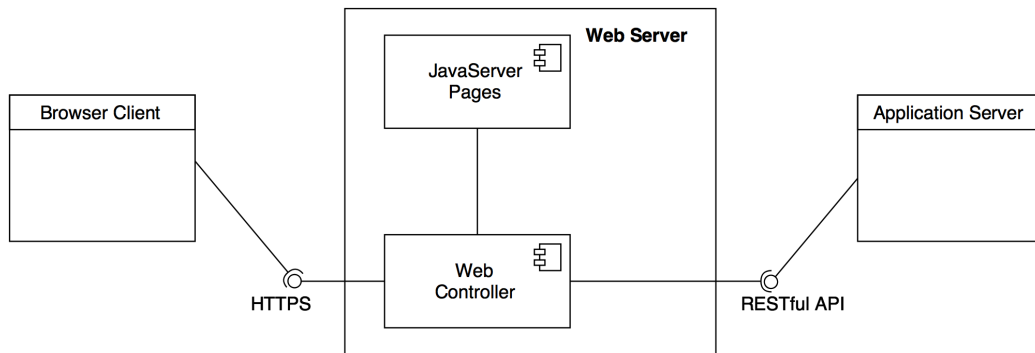 Web Server
JavaServer
Pages
Browser Client
Application Server
Web
Controller
HTTPS
RESTful API